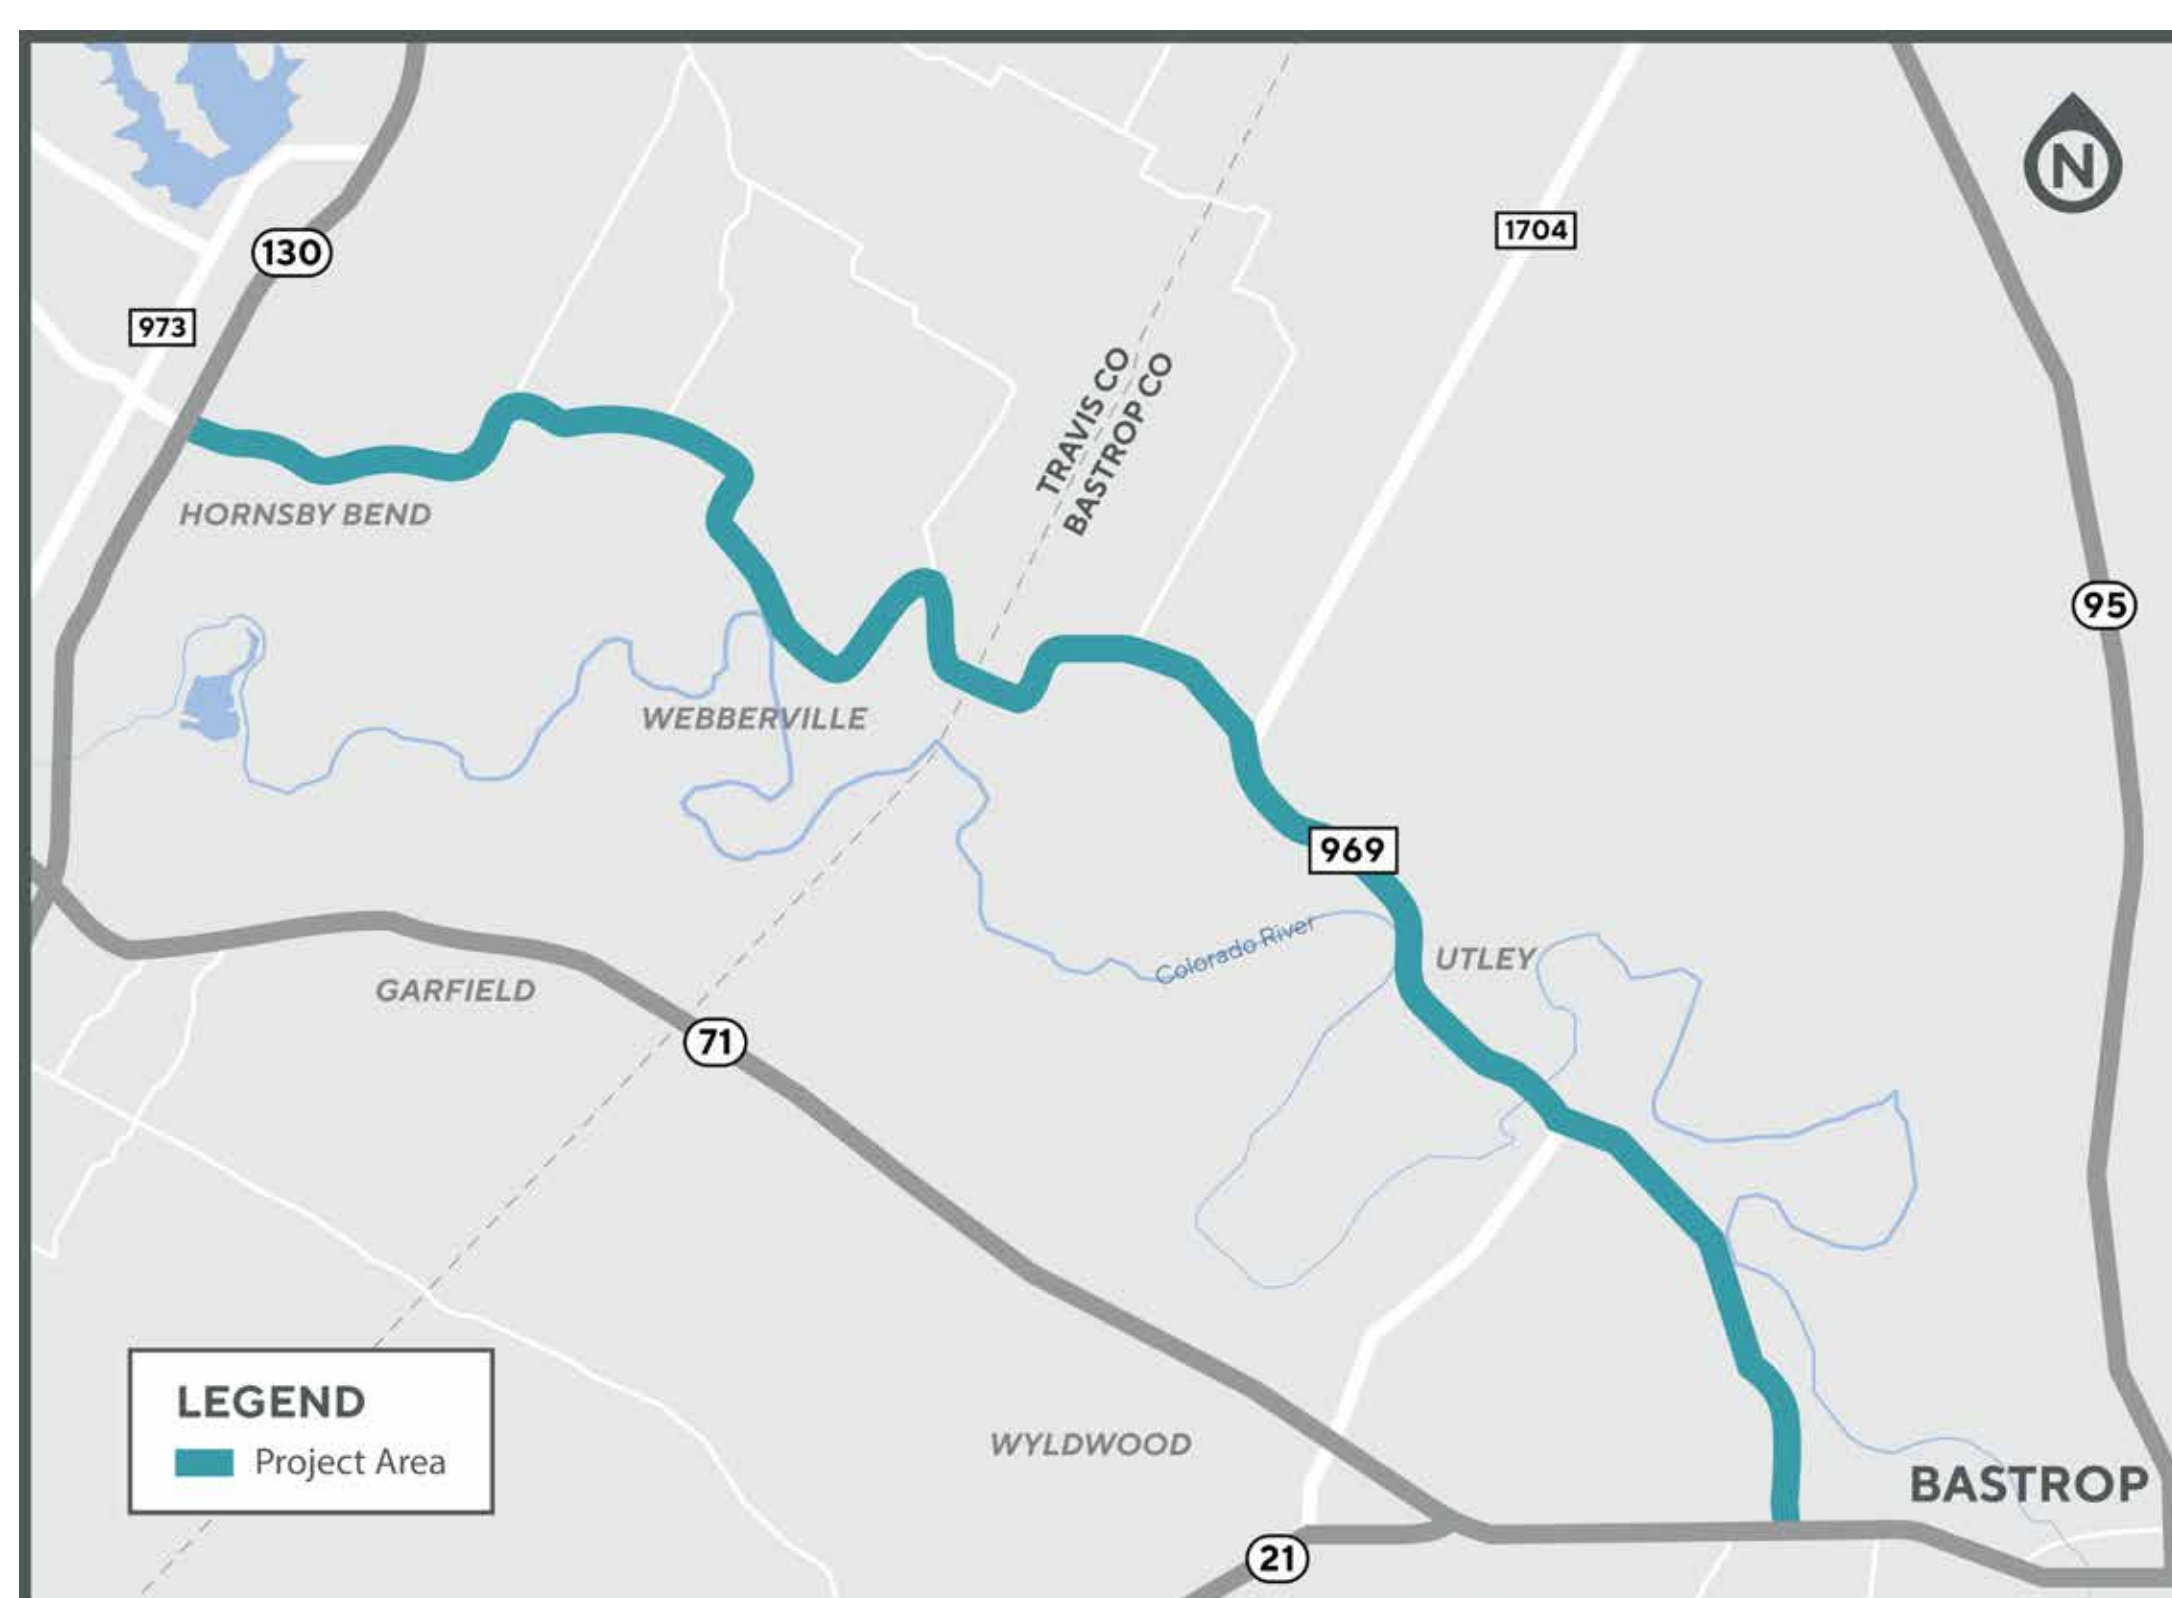 N
1704
130
973
TRAVIS CO
BASTROP CO
HORNSBY BEND
95
WEBBERVILLE
969
Colorado River
UTLEY
GARFIELD
71
LEGEND
Project Area
WYLDWOOD
BASTROP
21